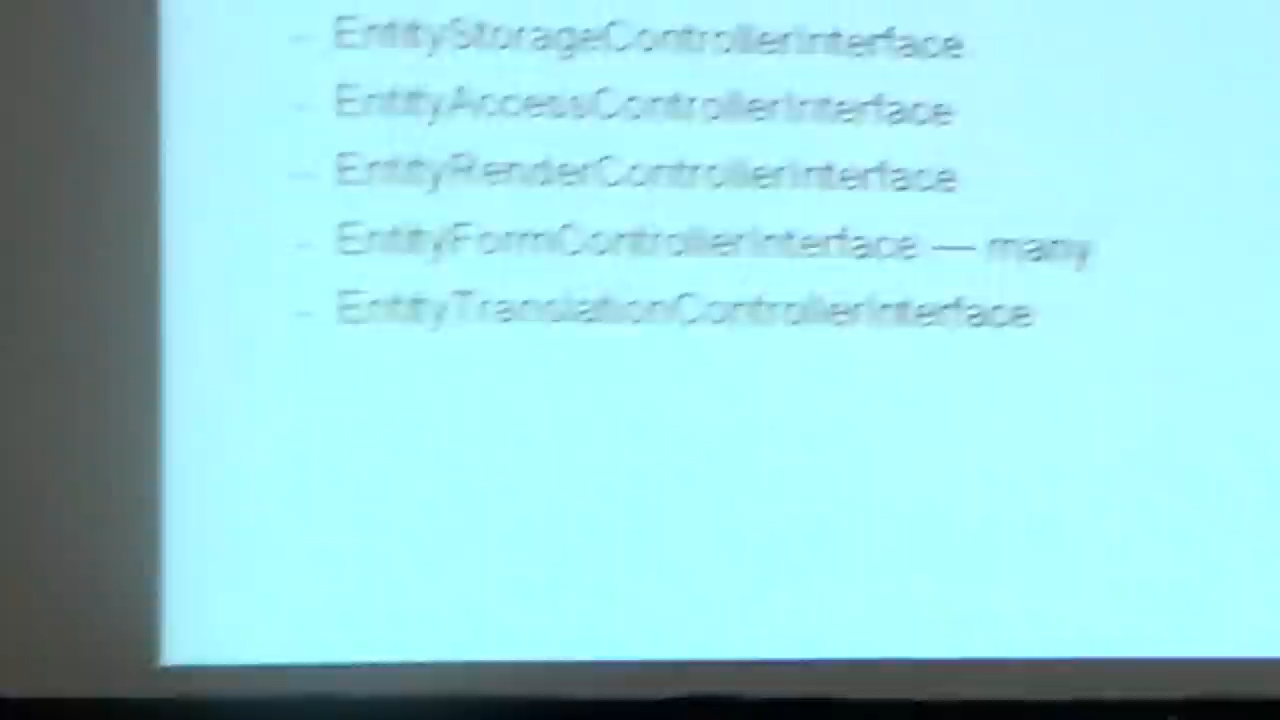 - EntityStorageControllerInterface
- EntityAccessControllerInterface
- EntityRenderControllerInterface
- EntityFormControllerInterface — many
- EntityTranslationControllerInterface